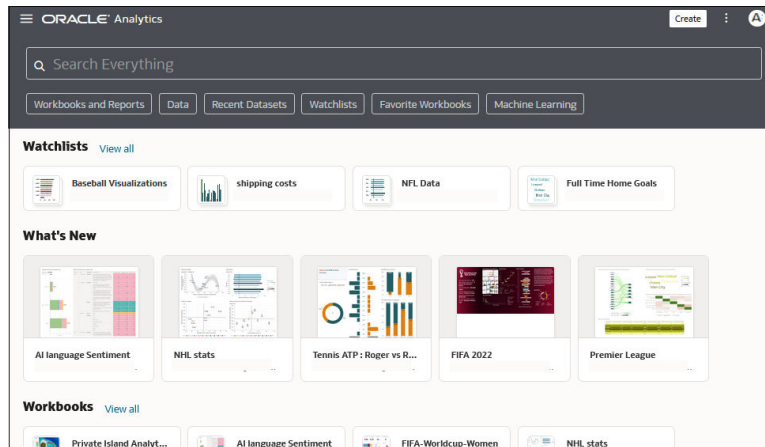 ORACLE® Analytics
Create
A
Search Everything
Workbooks and Reports Data Recent Datasets Watchlists Favorite Workbooks Machine Learning
Watchlists View all
Baseball Visualizations shipping costs NFL Data Full Time Home Goals
What's New
AI language Sentiment NHL stats Tennis ATP : Roger vs R... FIFA 2022 Premier League
Workbooks View all
Private Island Analyt... AI language Sentiment FIFA-Worldcup-Women NHL stats